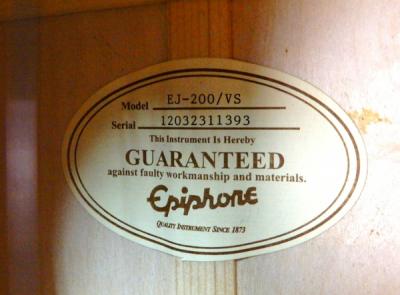 Model EJ-200/VS
Serial 12032311393
This Instrument Is Hereby
GUARANTEED
against faulty workmanship and materials.
Epiphone
QUALITY INSTRUMENT SINCE 1873